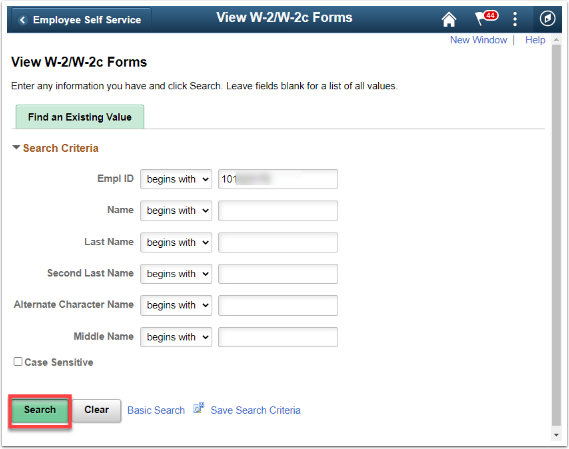 Employee Self Service
View W-2/W-2c Forms
44
New Window | Help
View W-2/W-2c Forms
Enter any information you have and click Search. Leave fields blank for a list of all values.
Find an Existing Value
Search Criteria
Empl ID begins with 101
Name begins with
Last Name begins with
Second Last Name begins with
Alternate Character Name begins with
Middle Name begins with
Case Sensitive
Search Clear Basic Search Save Search Criteria